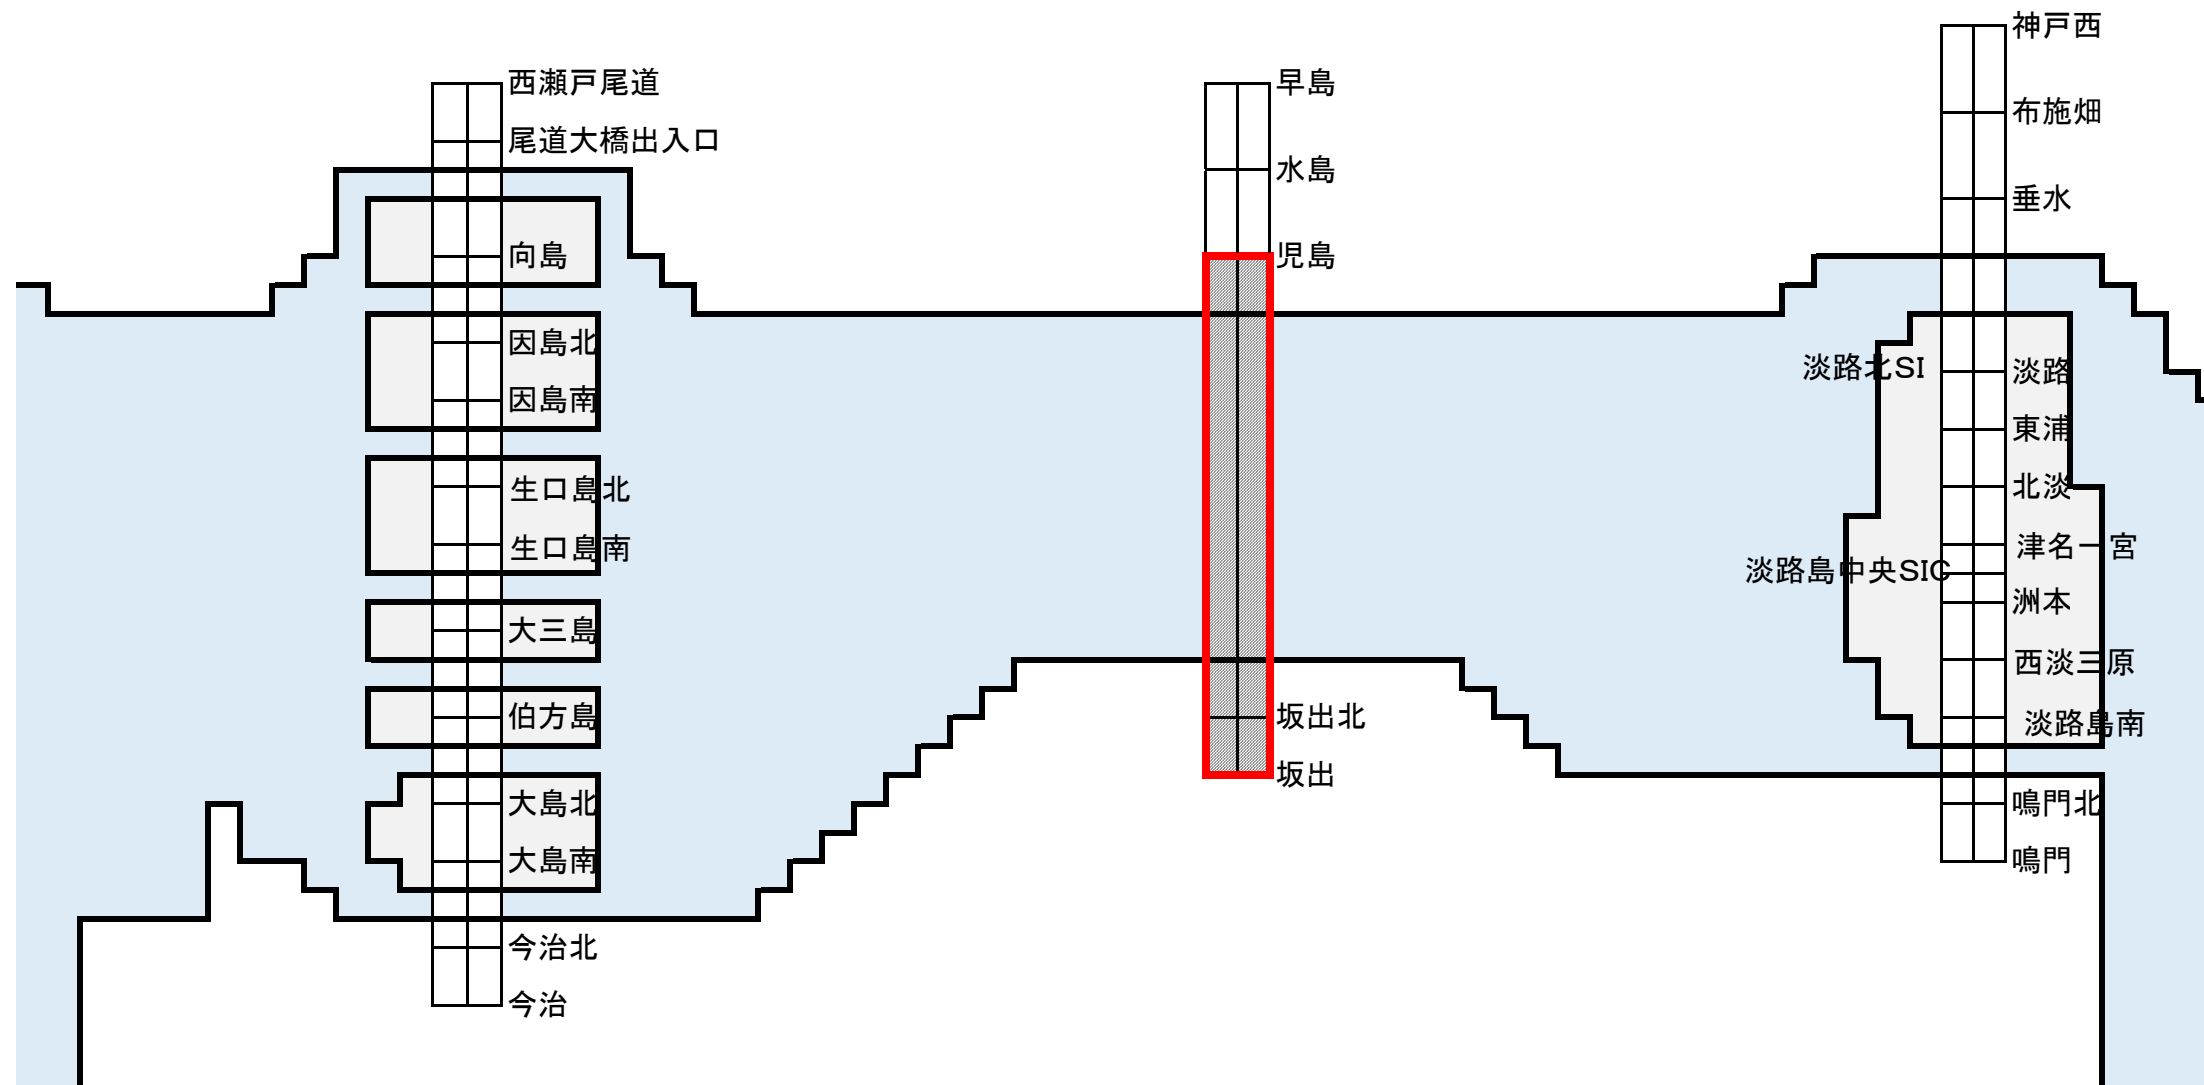 西瀬戸尾道
尾道大橋出入口
向島
因島北
因島南
生口島北
生口島南
大三島
伯方島
大島北
大島南
今治北
今治
早島
水島
児島
坂出北
坂出
神戸西
布施畑
垂水
淡路北SI
淡路
東浦
北淡
津名一宮
淡路島中央SIC
洲本
西淡三原
淡路島南
鳴門北
鳴門